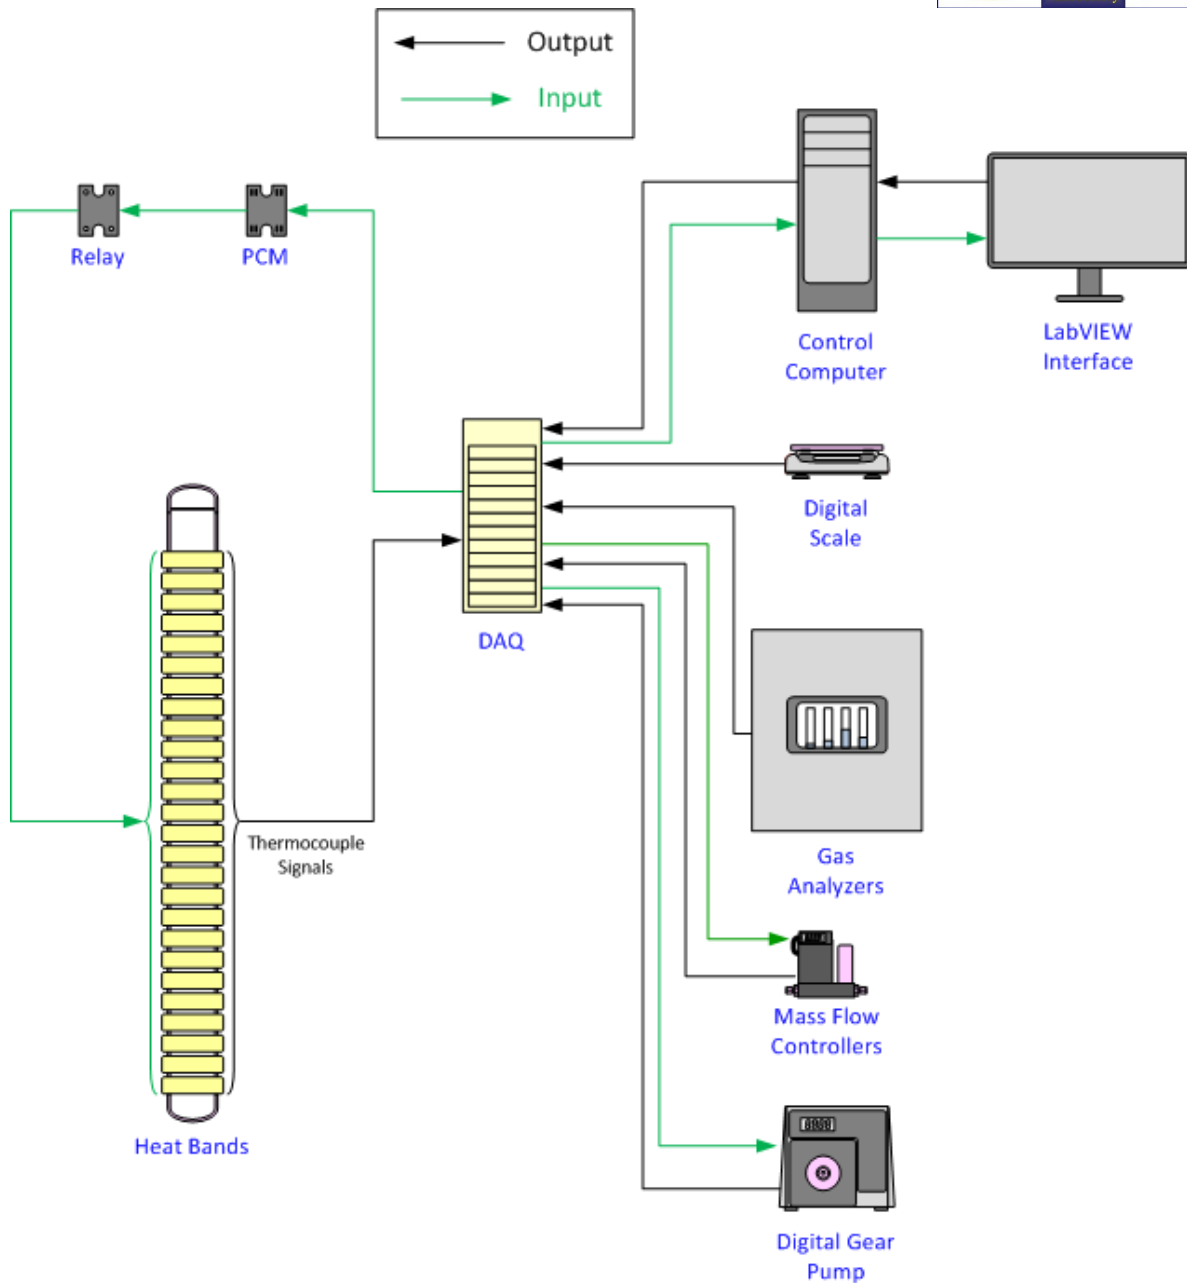 Output
Input
Relay
PCM
Control
Computer
LabVIEW
Interface
Digital
Scale
DAQ
Thermocouple
Signals
Gas
Analyzers
Mass Flow
Controllers
Heat Bands
Digital Gear
Pump